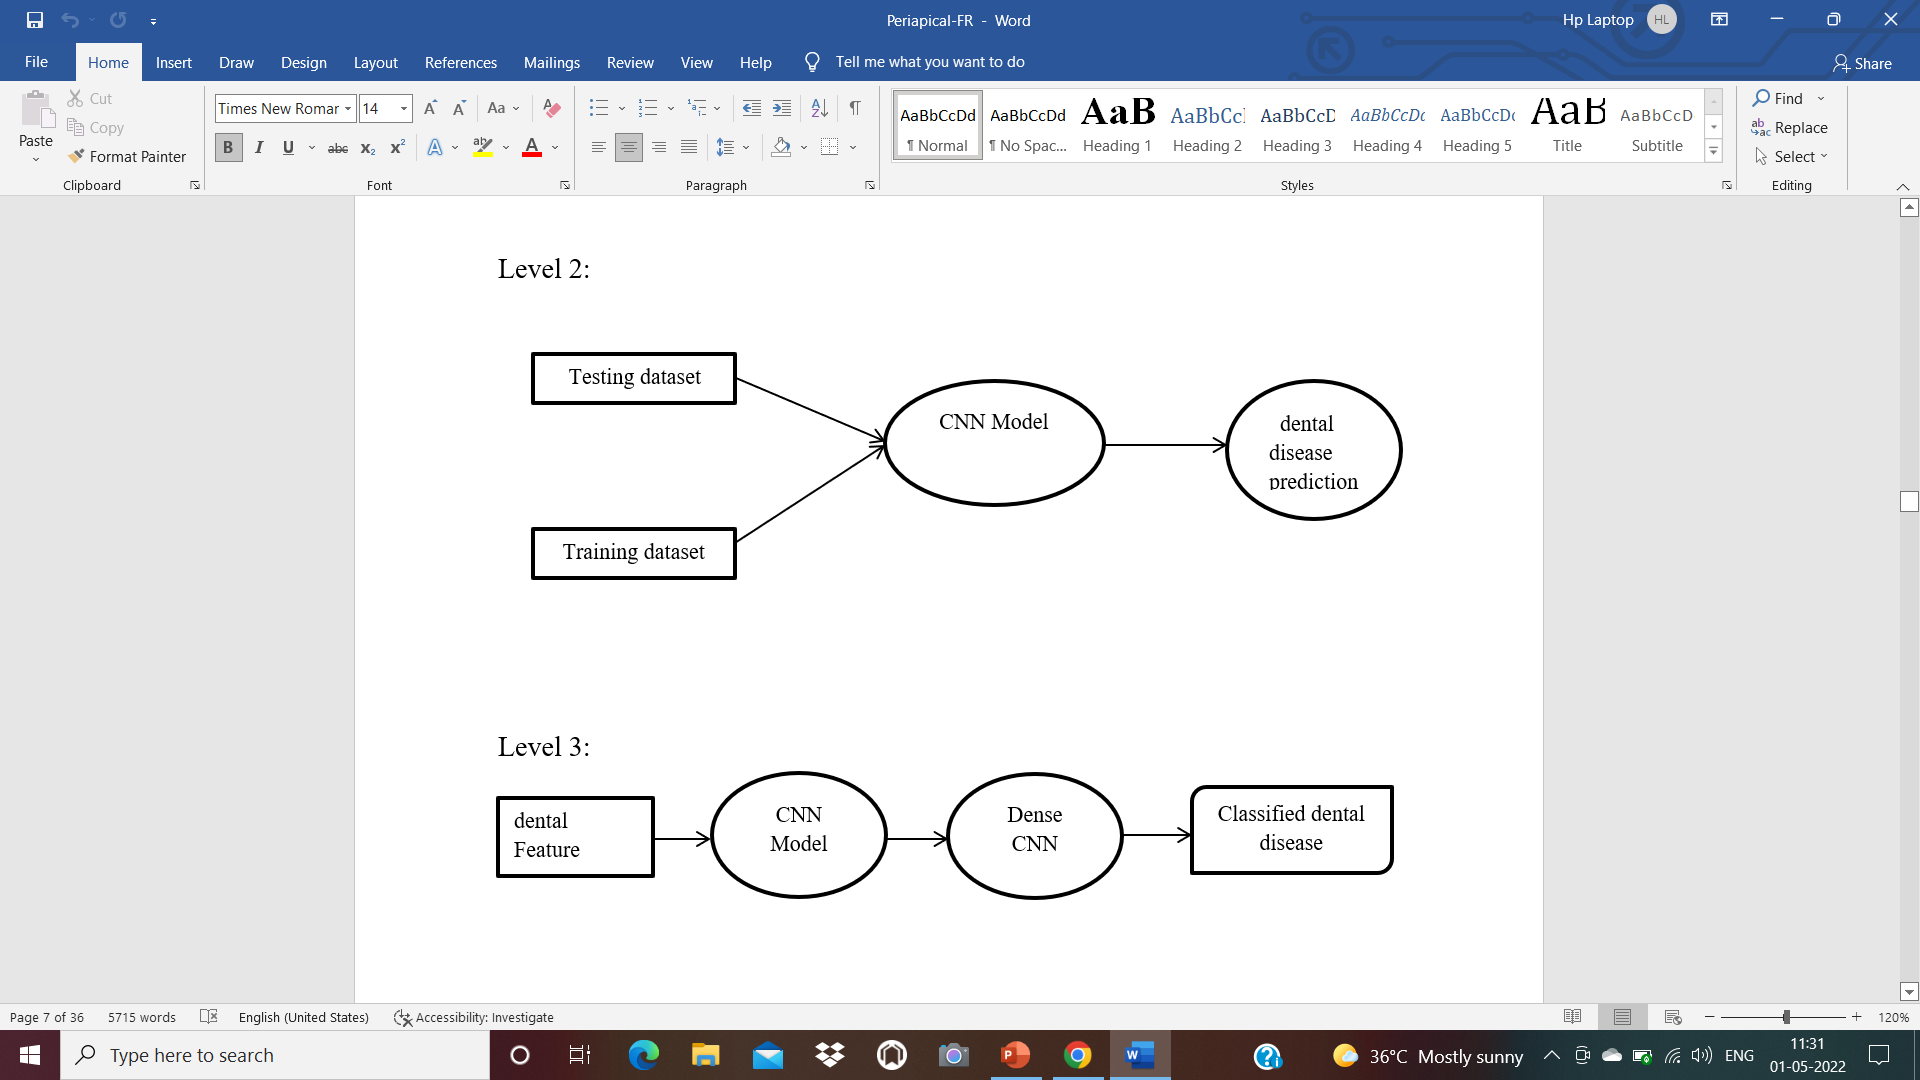 Periapical-FR - Word
Hp Laptop HL
File Home Insert Draw Design Layout References Mailings Review View Help Tell me what you want to do Share
Paste
Cut
Copy
Format Painter
Clipboard
Times New Romar 14
Font
Paragraph
AaBbCcDd AaBbCcDd AaB AaBbCcI AaBbCcD AaBbCcDc AaBbCcDc AaB AaBbCcD
¶ Normal ¶ No Spac... Heading 1 Heading 2 Heading 3 Heading 4 Heading 5 Title Subtitle
Styles
Find
Replace
Select
Editing
Level 2:
Testing dataset
CNN Model
dental
disease
prediction
Training dataset
Level 3:
dental
Feature
CNN
Model
Dense
CNN
Classified dental
disease
Page 7 of 36 5715 words English (United States) Accessibility: Investigate 120%
Type here to search
36°C Mostly sunny ENG
11:31
01-05-2022